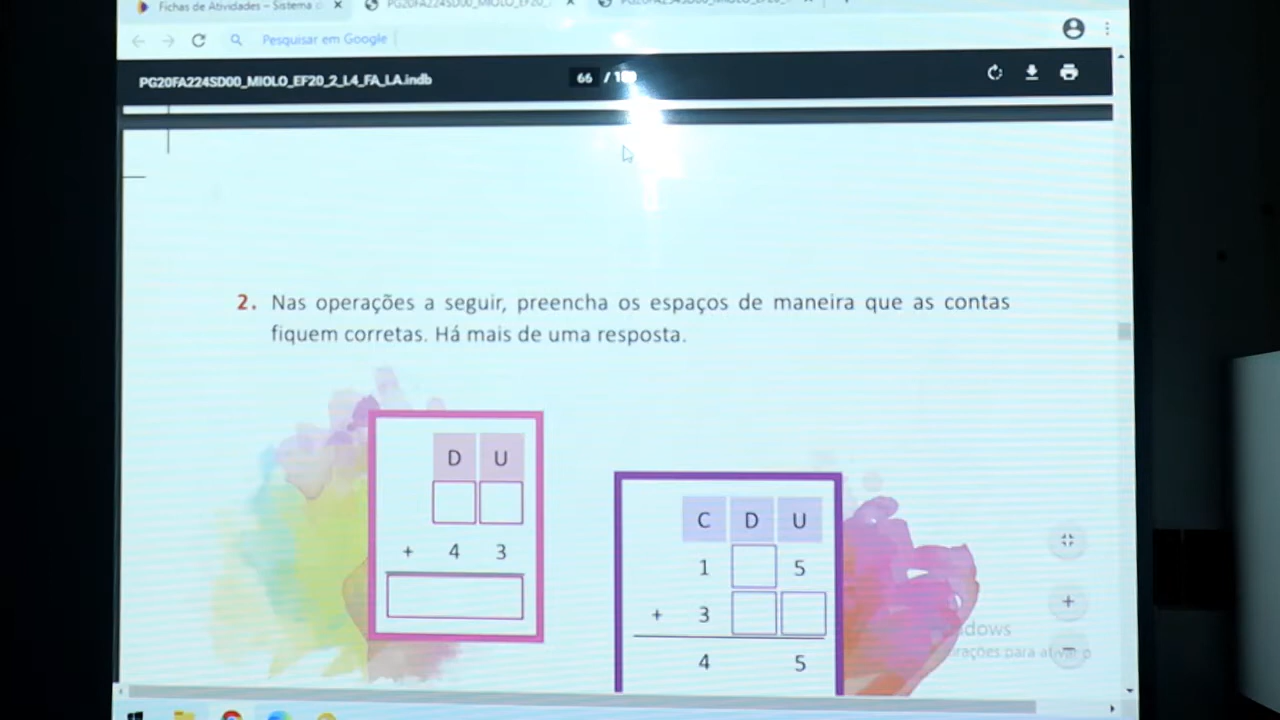 Fichas de Atividades – Sistema
Pesquisar em Google
PG20FA224SD00_MIOLO_EF20_2_L4_FA_LA.indb
66 /
2. Nas operações a seguir, preencha os espaços de maneira que as contas
fiquem corretas. Há mais de uma resposta.
D U
+ 4 3
C D U
1 5
+ 3
4 5